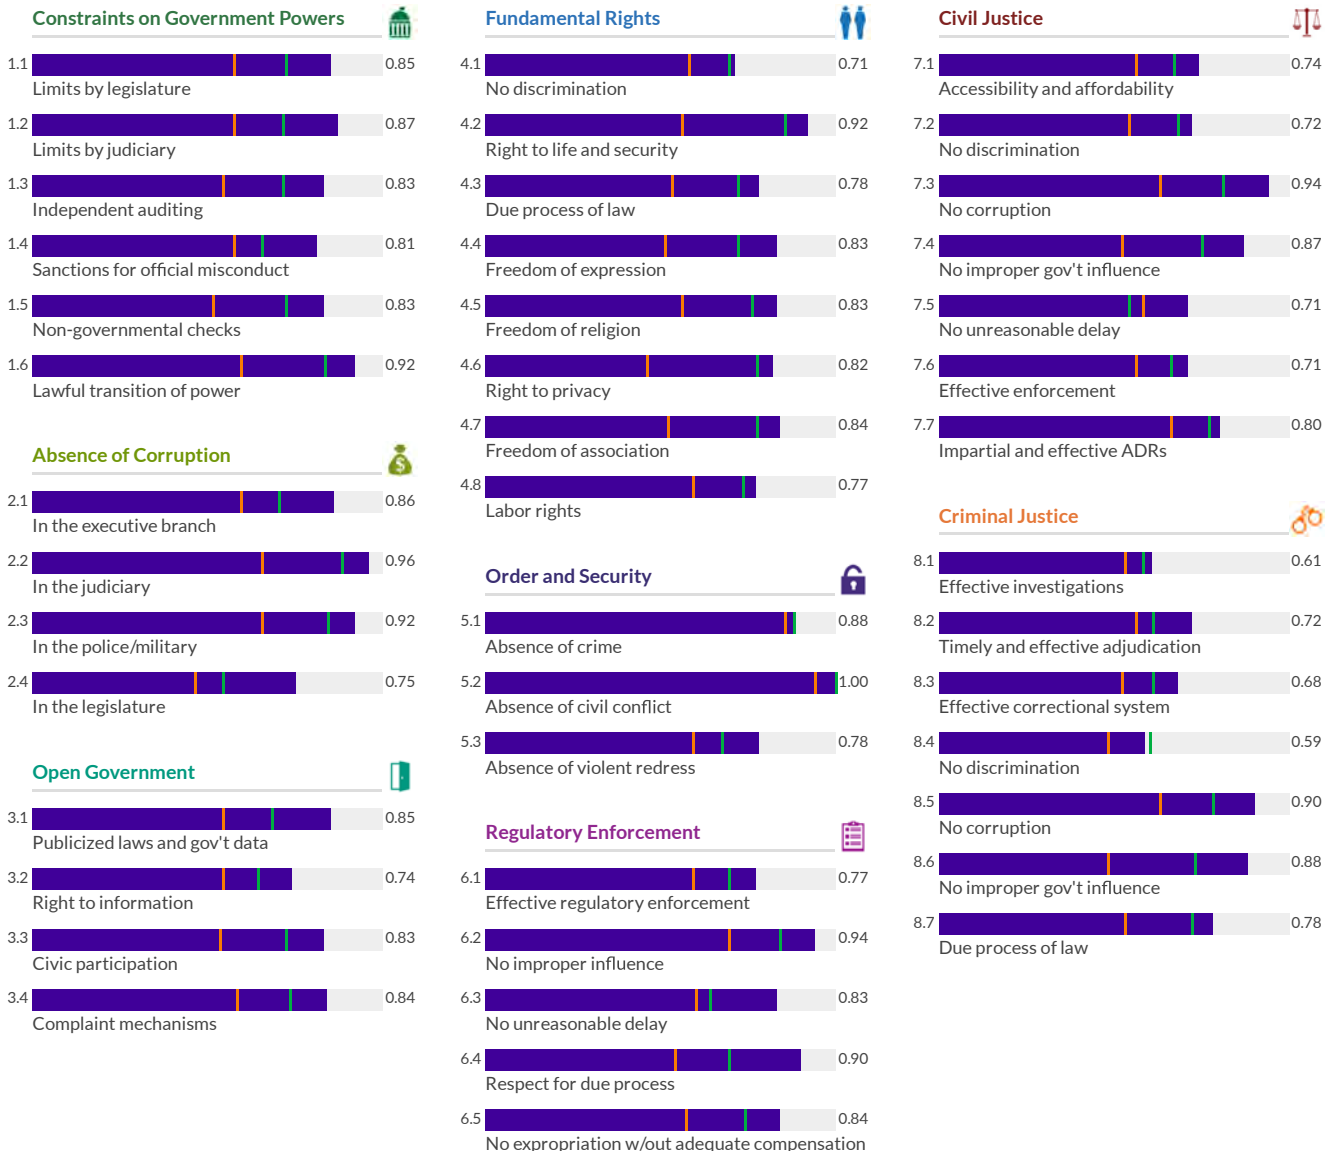 Constraints on Government Powers
1.1 0.85
Limits by legislature
1.2 0.87
Limits by judiciary
1.3 0.83
Independent auditing
1.4 0.81
Sanctions for official misconduct
1.5 0.83
Non-governmental checks
1.6 0.92
Lawful transition of power
Absence of Corruption
2.1 0.86
In the executive branch
2.2 0.96
In the judiciary
2.3 0.92
In the police/military
2.4 0.75
In the legislature
Open Government
3.1 0.85
Publicized laws and gov't data
3.2 0.74
Right to information
3.3 0.83
Civic participation
3.4 0.84
Complaint mechanisms
Fundamental Rights
4.1 0.71
No discrimination
4.2 0.92
Right to life and security
4.3 0.78
Due process of law
4.4 0.83
Freedom of expression
4.5 0.83
Freedom of religion
4.6 0.82
Right to privacy
4.7 0.84
Freedom of association
4.8 0.77
Labor rights
Order and Security
5.1 0.88
Absence of crime
5.2 1.00
Absence of civil conflict
5.3 0.78
Absence of violent redress
Regulatory Enforcement
6.1 0.77
Effective regulatory enforcement
6.2 0.94
No improper influence
6.3 0.83
No unreasonable delay
6.4 0.90
Respect for due process
6.5 0.84
No expropriation w/out adequate compensation
Civil Justice
7.1 0.74
Accessibility and affordability
7.2 0.72
No discrimination
7.3 0.94
No corruption
7.4 0.87
No improper gov't influence
7.5 0.71
No unreasonable delay
7.6 0.71
Effective enforcement
7.7 0.80
Impartial and effective ADRs
Criminal Justice
8.1 0.61
Effective investigations
8.2 0.72
Timely and effective adjudication
8.3 0.68
Effective correctional system
8.4 0.59
No discrimination
8.5 0.90
No corruption
8.6 0.88
No improper gov't influence
8.7 0.78
Due process of law